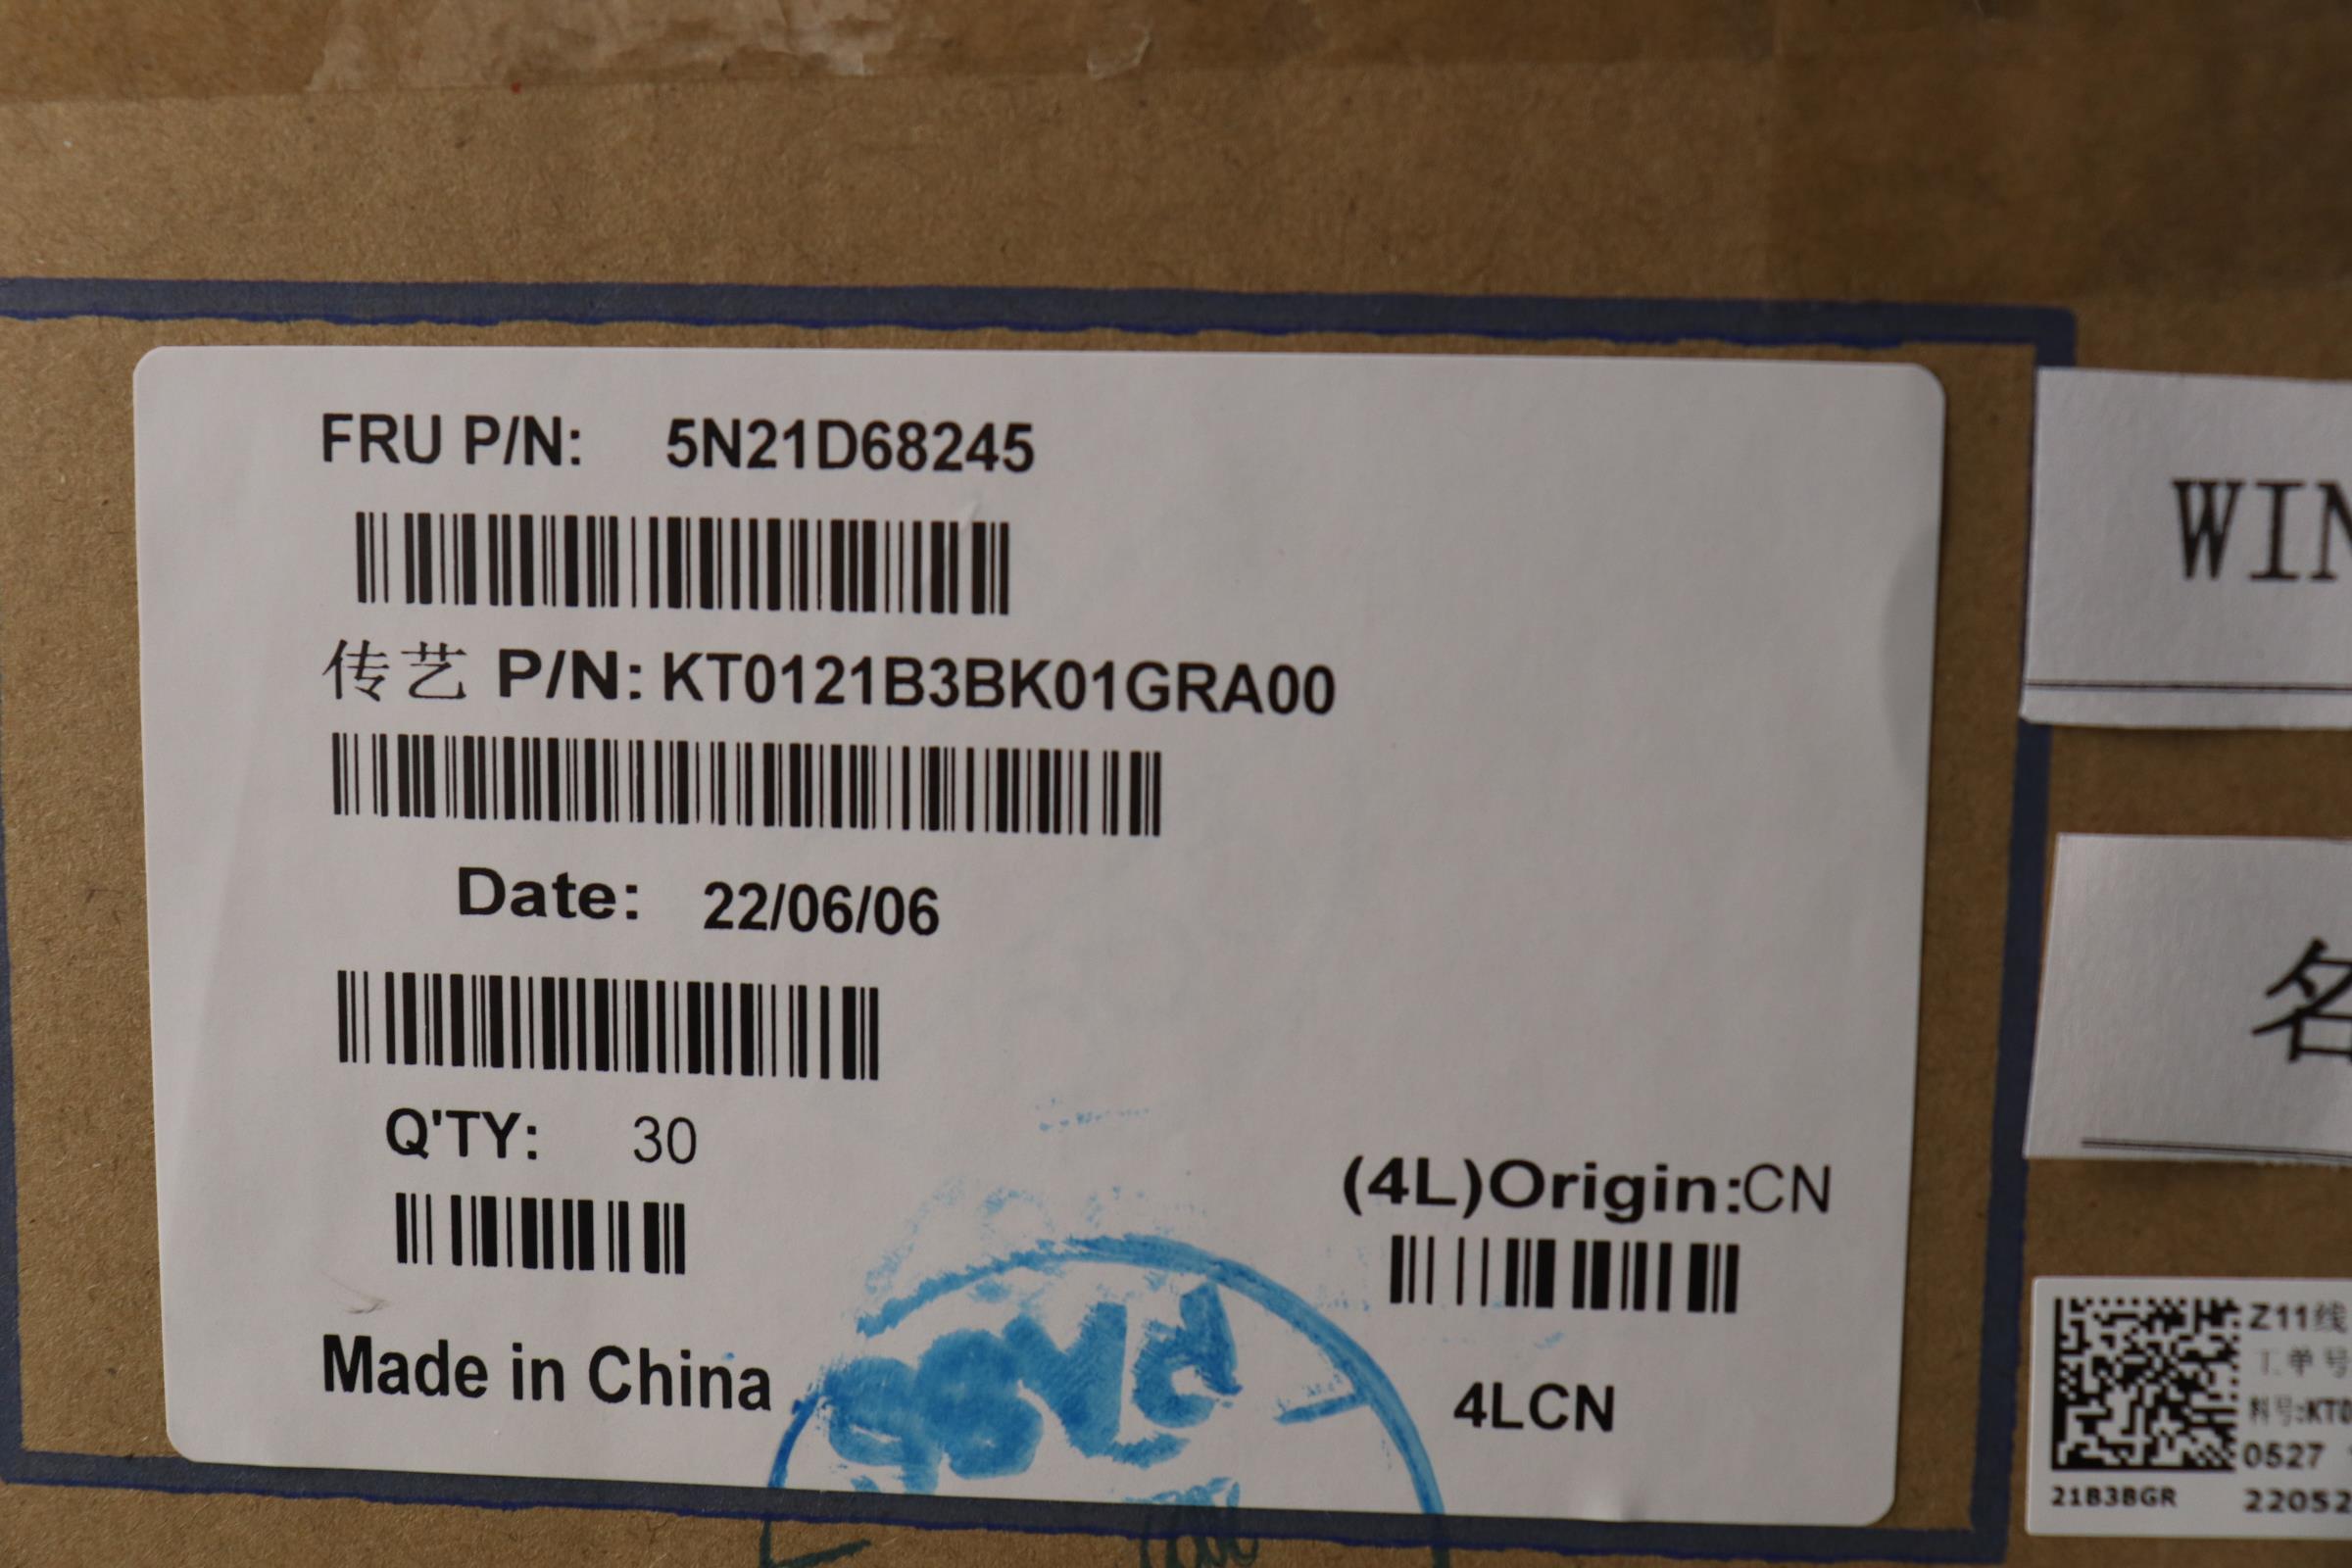 FRU P/N: 5N21D68245
传艺 P/N: KT0121B3BK01GRA00
Date: 22/06/06
Q'TY: 30
(4L)Origin:CN
Made in China
4LCN
WIN
名
Z11线
工单号
料号:KT0
0527
21B3BGR 22052